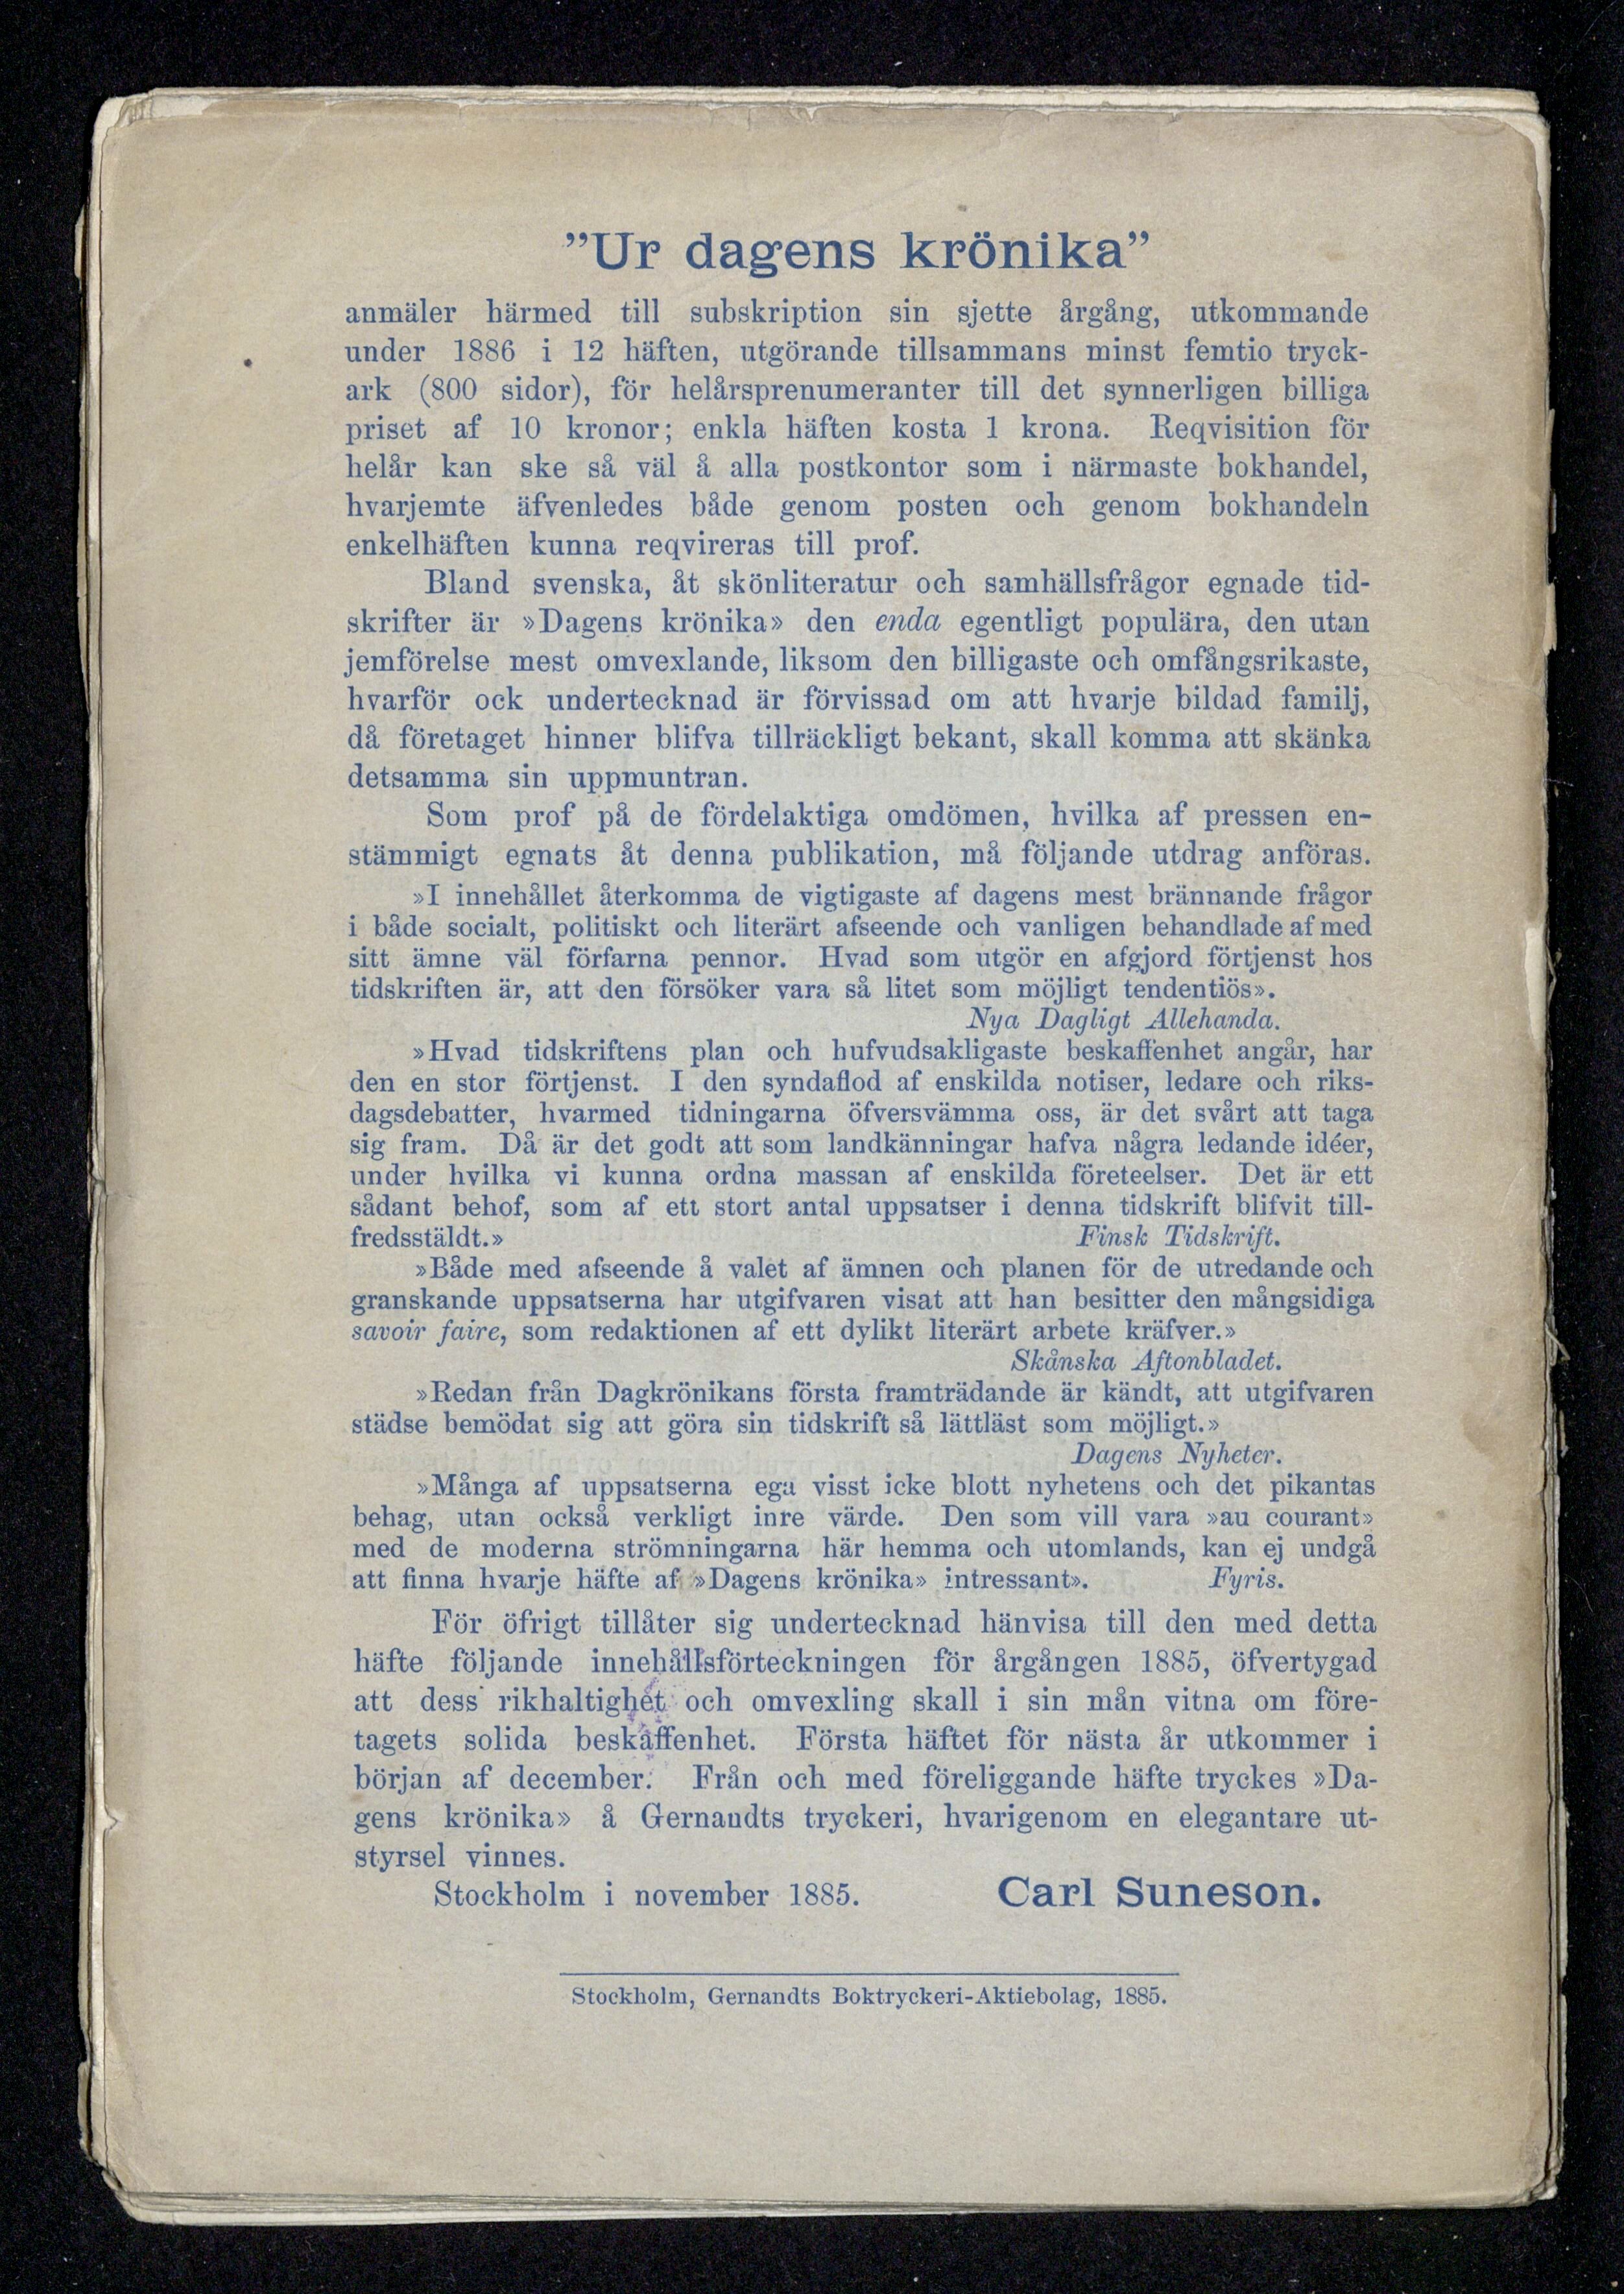 ”Ur dagens krönika”
anmäler härmed till subskription sin sjette årgång, utkommande
under 1886 i 12 häften, utgörande tillsammans minst femtio tryck-
ark (800 sidor), för helårsprenumeranter till det synnerligen billiga
priset af 10 kronor; enkla häften kosta 1 krona. Reqvisition för
helår kan ske så väl å alla postkontor som i närmaste bokhandel,
hvarjemte äfvenledes både genom posten och genom bokhandeln
enkelhäften kunna reqvireras till prof.
Bland svenska, åt skönliteratur och samhällsfrågor egnade tid-
skrifter är »Dagens krönika» den enda egentligt populära, den utan
jemförelse mest omvexlande, liksom den billigaste och omfångsrikaste,
hvarför ock undertecknad är förvissad om att hvarje bildad familj,
då företaget hinner blifva tillräckligt bekant, skall komma att skänka
detsamma sin uppmuntran.
Som prof på de fördelaktiga omdömen, hvilka af pressen en-
stämmigt egnats åt denna publikation, må följande utdrag anföras.
»I innehållet återkomma de vigtigaste af dagens mest brännande frågor
i både socialt, politiskt och literärt afseende och vanligen behandlade af med
sitt ämne väl förfarna pennor. Hvad som utgör en afgjord förtjenst hos
tidskriften är, att den försöker vara så litet som möjligt tendentiös».
Nya Dagligt Allehanda.
»Hvad tidskriftens plan och hufvudsakligaste beskaffenhet angår, har
den en stor förtjenst. I den syndaflod af enskilda notiser, ledare och riks-
dagsdebatter, hvarmed tidningarna öfversvämma oss, är det svårt att taga
sig fram. Då är det godt att som landkänningar hafva några ledande idéer,
under hvilka vi kunna ordna massan af enskilda företeelser. Det är ett
sådant behof, som af ett stort antal uppsatser i denna tidskrift blifvit till-
fredsstäldt.» Finsk Tidskrift.
»Både med afseende å valet af ämnen och planen för de utredande och
granskande uppsatserna har utgifvaren visat att han besitter den mångsidiga
savoir faire, som redaktionen af ett dylikt literärt arbete kräfver.»
Skånska Aftonbladet.
»Redan från Dagkrönikans första framträdande är kändt, att utgifvaren
städse bemödat sig att göra sin tidskrift så lättläst som möjligt.»
Dagens Nyheter.
»Många af uppsatserna ega visst icke blott nyhetens och det pikantas
behag, utan också verkligt inre värde. Den som vill vara »au courant»
med de moderna strömningarna här hemma och utomlands, kan ej undgå
att finna hvarje häfte af »Dagens krönika» intressant». Fyris.
För öfrigt tillåter sig undertecknad hänvisa till den med detta
häfte följande innehållsförteckningen för årgången 1885, öfvertygad
att dess rikhaltighet och omvexling skall i sin mån vitna om före-
tagets solida beskaffenhet. Första häftet för nästa år utkommer i
början af december. Från och med föreliggande häfte tryckes »Da-
gens krönika» å Gernandts tryckeri, hvarigenom en elegantare ut-
styrsel vinnes.
Stockholm i november 1885. Carl Suneson.
Stockholm, Gernandts Boktryckeri-Aktiebolag, 1885.